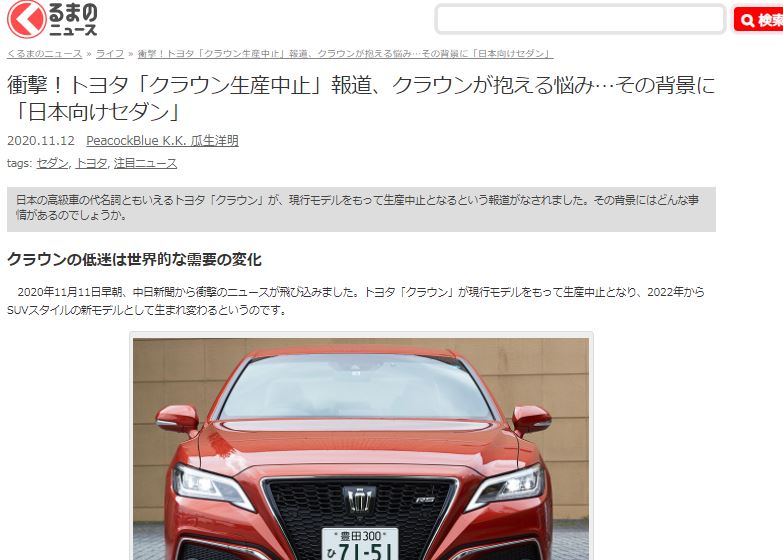 くるまの
ニュース
検索
くるまのニュース » ライフ » 衝撃！トヨタ「クラウン生産中止」報道、クラウンが抱える悩み…その背景に「日本向けセダン」
衝撃！トヨタ「クラウン生産中止」報道、クラウンが抱える悩み…その背景に
「日本向けセダン」
2020.11.12 PeacockBlue K.K. 瓜生洋明
tags: セダン, トヨタ, 注目ニュース
日本の高級車の代名詞ともいえるトヨタ「クラウン」が、現行モデルをもって生産中止となるという報道がなされました。その背景にはどんな事
情があるのでしょうか。
クラウンの低迷は世界的な需要の変化
2020年11月11日早朝、中日新聞から衝撃のニュースが飛び込みました。トヨタ「クラウン」が現行モデルをもって生産中止となり、2022年から
SUVスタイルの新モデルとして生まれ変わるというのです。
RS
豊田 300
ひ 71-51